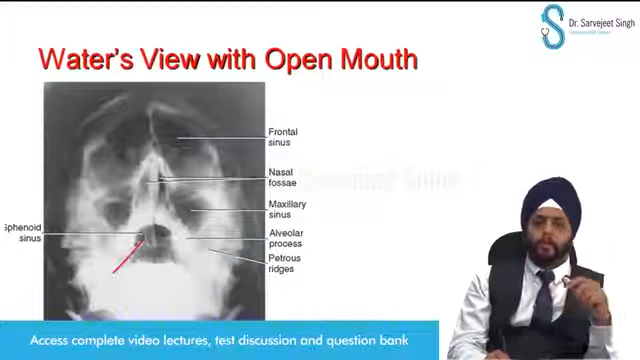 Dr. Sarvejeet Singh
Water's View with Open Mouth
Frontal
sinus
Nasal
fossae
Maxillary
sinus
Sphenoid
sinus
Alveolar
process
Petrous
ridges
Access complete video lectures, test discussion and question bank